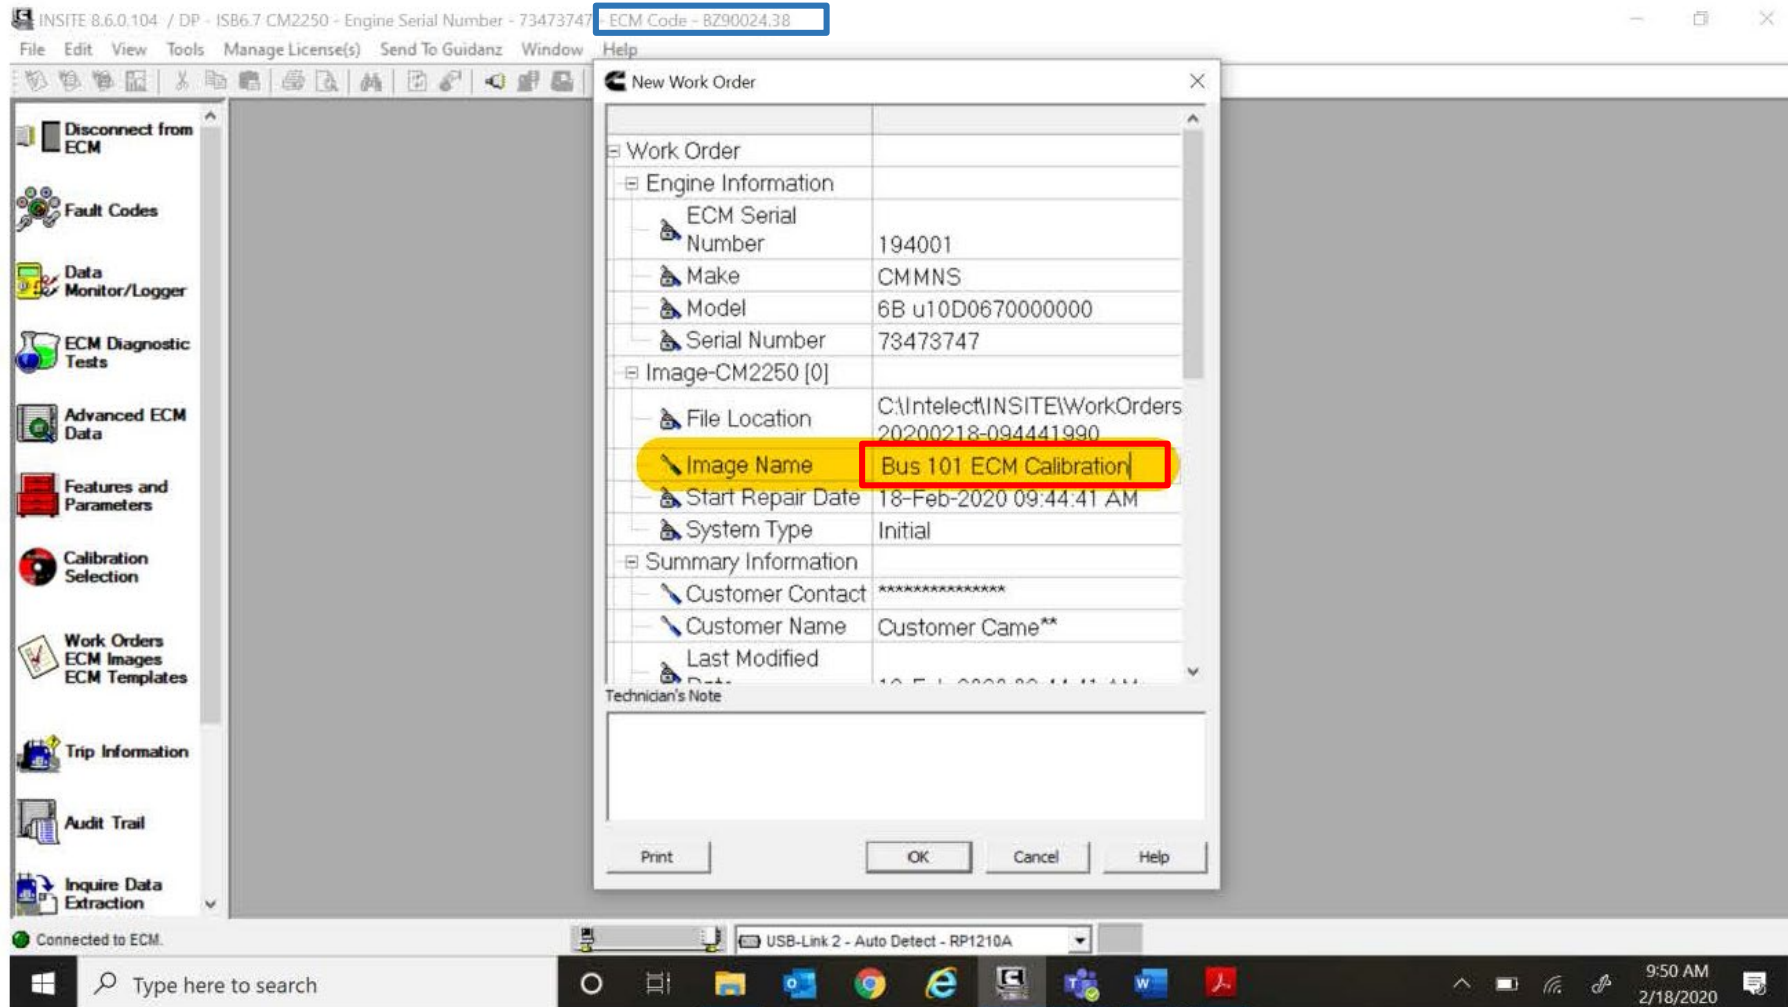 INSITE 8.6.0.104 / DP - ISB6.7 CM2250 - Engine Serial Number - 73473747 - ECM Code - BZ90024.38
File Edit View Tools Manage License(s) Send To Guidanz Window Help
New Work Order
Disconnect from
ECM
Fault Codes
Data
Monitor/Logger
ECM Diagnostic
Tests
Advanced ECM
Data
Features and
Parameters
Calibration
Selection
Work Orders
ECM Images
ECM Templates
Trip Information
Audit Trail
Inquire Data
Extraction
Work Order
Engine Information
ECM Serial
Number 194001
Make CMMNS
Model 6B u10D0670000000
Serial Number 73473747
Image-CM2250 [0]
File Location C:\Intelect\INSITE\WorkOrders
20200218-094441990
Image Name Bus 101 ECM Calibration
Start Repair Date 18-Feb-2020 09:44:41 AM
System Type Initial
Summary Information
Customer Contact ***************
Customer Name Customer Came**
Last Modified
Technician's Note
Print OK Cancel Help
Connected to ECM.
USB-Link 2 - Auto Detect - RP1210A
Type here to search
9:50 AM
2/18/2020